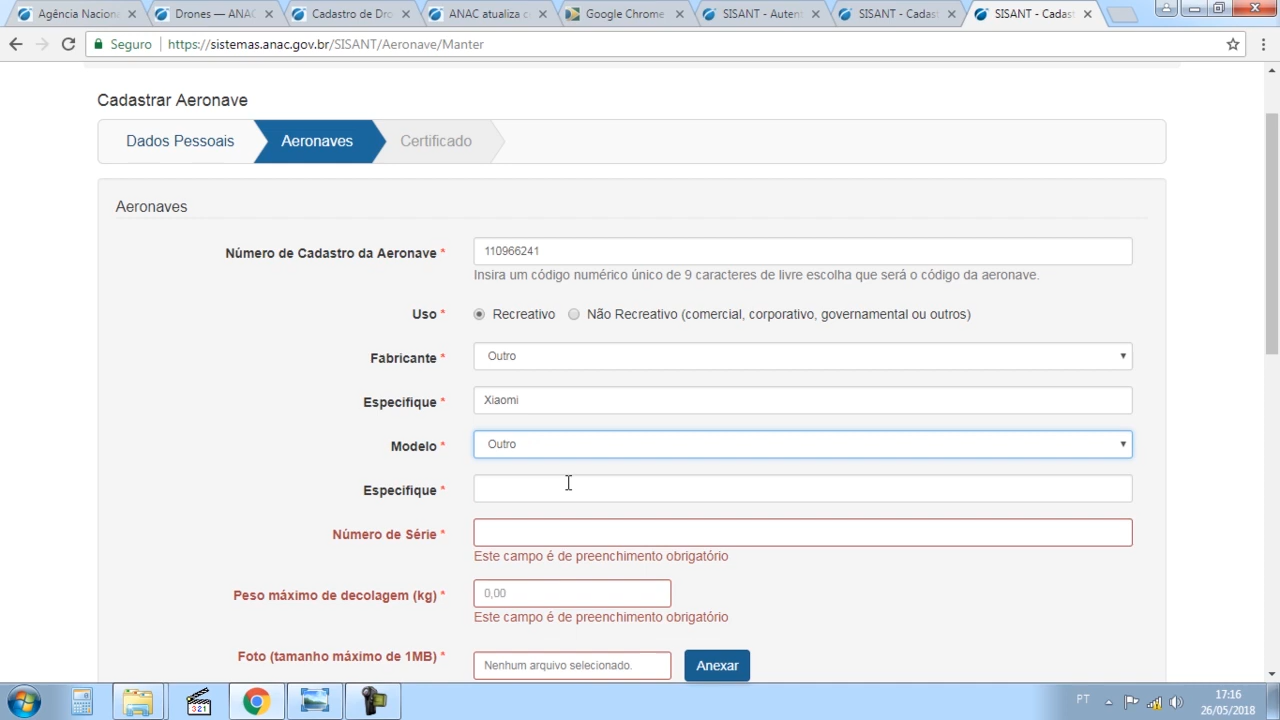 Agência Nacion
Drones — ANAC
Cadastro de Dro
ANAC atualiza c
Google Chrome
SISANT - Autent
SISANT - Cadast
SISANT - Cadast
Seguro
https://sistemas.anac.gov.br/SISANT/Aeronave/Manter
Cadastrar Aeronave
Dados Pessoais
Aeronaves
Certificado
Aeronaves
Número de Cadastro da Aeronave * 110966241
Insira um código numérico único de 9 caracteres de livre escolha que será o código da aeronave.
Uso * Recreativo Não Recreativo (comercial, corporativo, governamental ou outros)
Fabricante * Outro
Especifique * Xiaomi
Modelo * Outro
Especifique *
Número de Série *
Este campo é de preenchimento obrigatório
Peso máximo de decolagem (kg) * 0,00
Este campo é de preenchimento obrigatório
Foto (tamanho máximo de 1MB) * Nenhum arquivo selecionado. Anexar
321
PT
17:16
26/05/2018